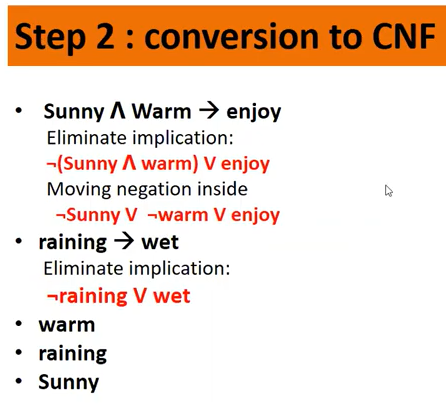 Step 2 : conversion to CNF
• Sunny Λ Warm → enjoy
Eliminate implication:
¬(Sunny Λ warm) V enjoy
Moving negation inside
¬Sunny V ¬warm V enjoy
• raining → wet
Eliminate implication:
¬raining V wet
• warm
• raining
• Sunny